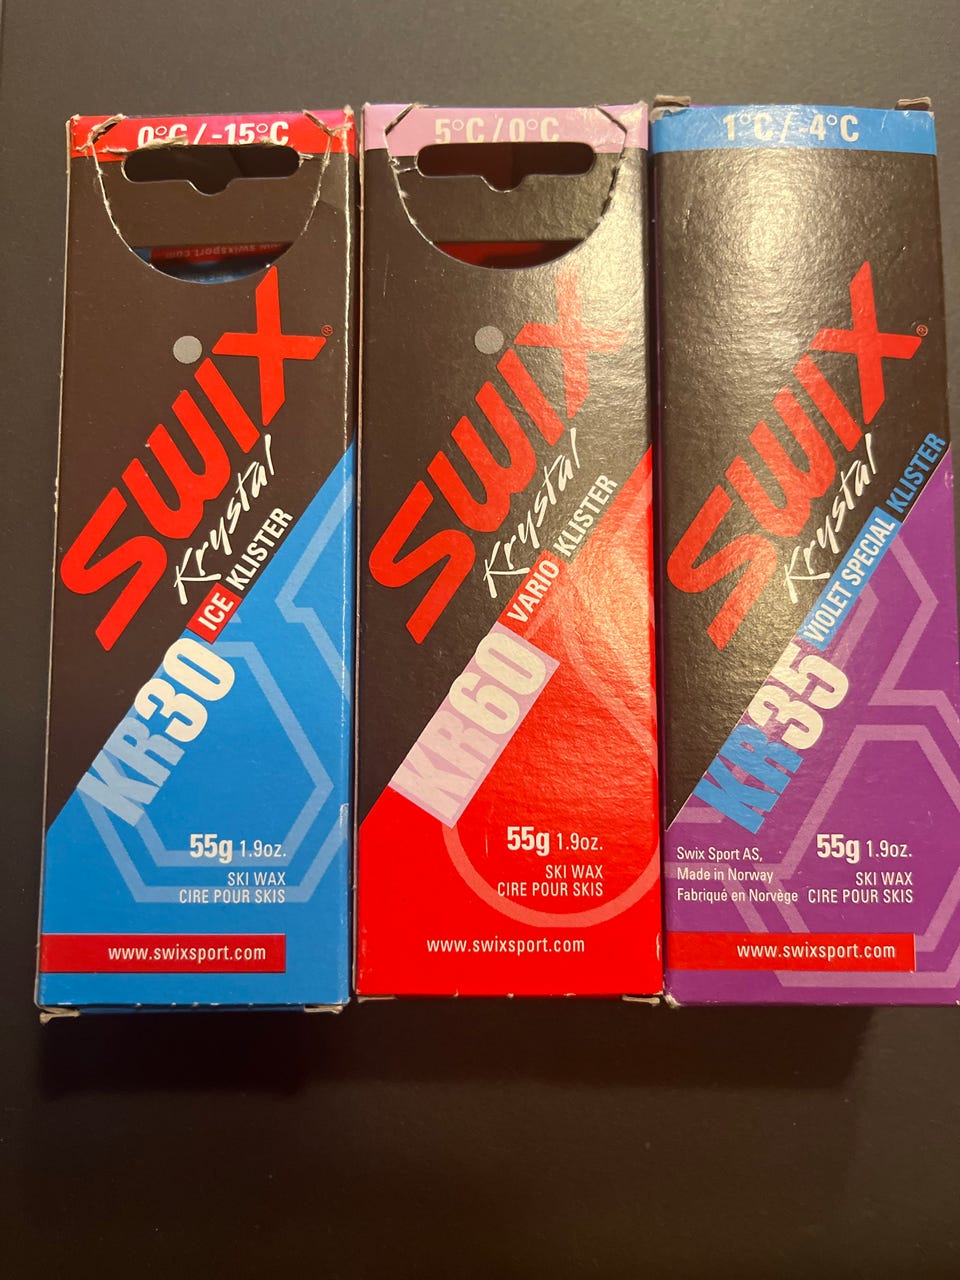 0°C / -15°C
SWIX
®
Krystal
ICE KLISTER
KR30
55g 1.9oz.
SKI WAX
CIRE POUR SKIS
www.swixsport.com
5°C / 0°C
SWIX
Krystal
VARIO KLISTER
KR60
55g 1.9oz.
SKI WAX
CIRE POUR SKIS
www.swixsport.com
1°C / -4°C
SWIX
®
Krystal
VIOLET SPECIAL KLISTER
KR35
Swix Sport AS,
Made in Norway
Fabriqué en Norvège
55g 1.9oz.
SKI WAX
CIRE POUR SKIS
www.swixsport.com